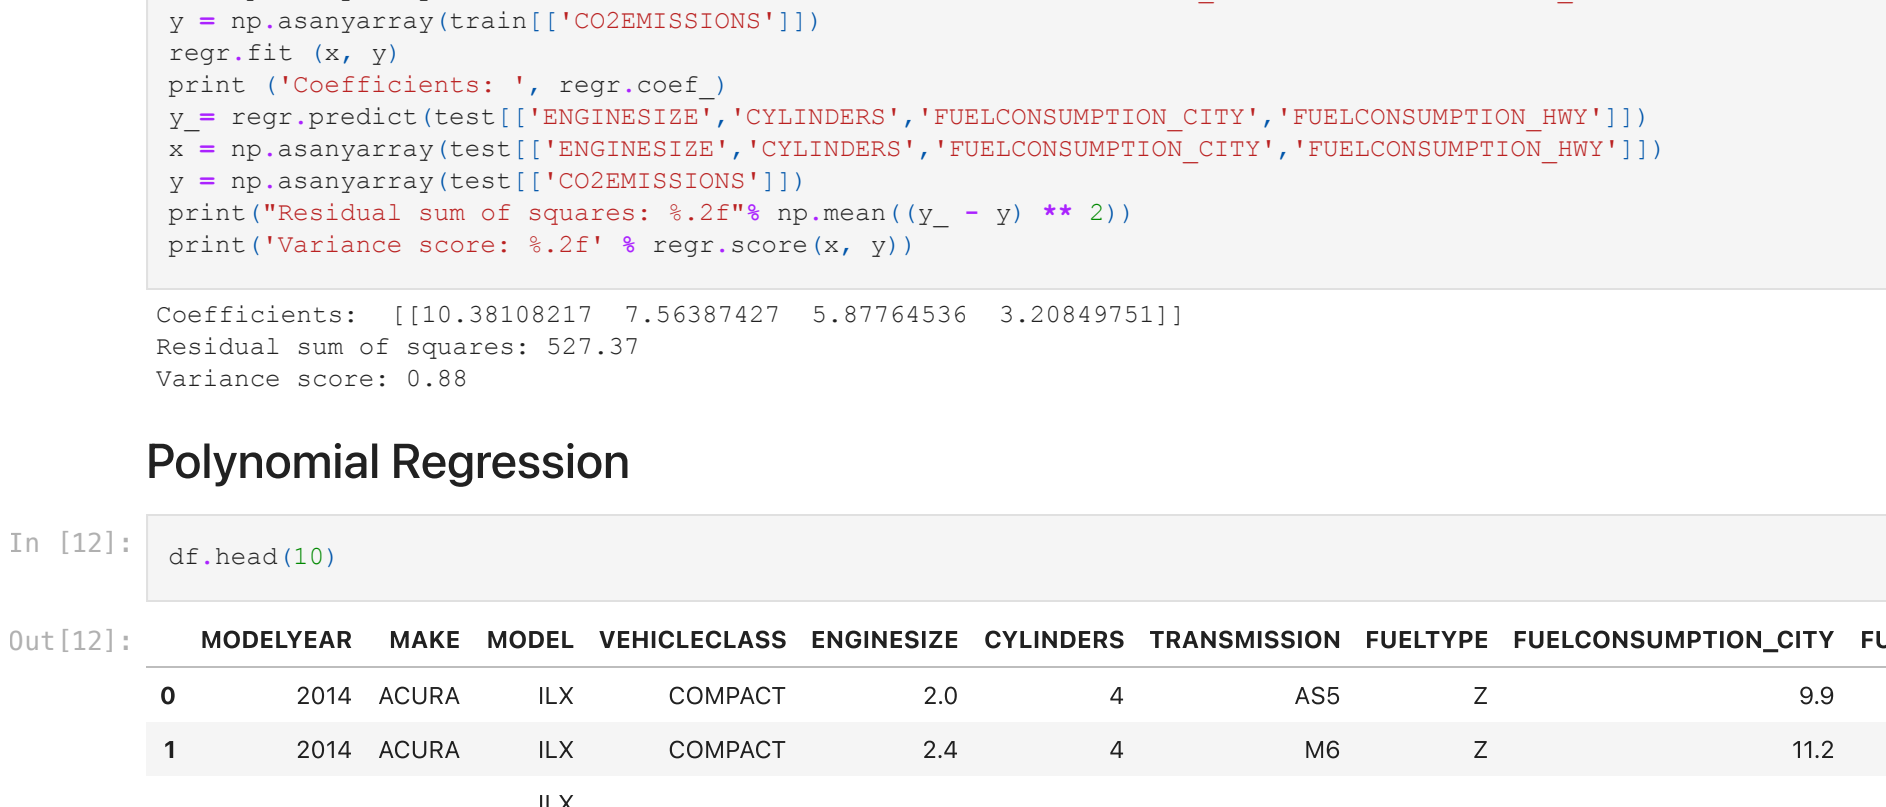 y = np.asanyarray(train[['CO2EMISSIONS']])
regr.fit (x, y)
print ('Coefficients: ', regr.coef_)
y_= regr.predict(test[['ENGINESIZE','CYLINDERS','FUELCONSUMPTION_CITY','FUELCONSUMPTION_HWY']])
x = np.asanyarray(test[['ENGINESIZE','CYLINDERS','FUELCONSUMPTION_CITY','FUELCONSUMPTION_HWY']])
y = np.asanyarray(test[['CO2EMISSIONS']])
print("Residual sum of squares: %.2f"% np.mean((y_ - y) ** 2))
print('Variance score: %.2f' % regr.score(x, y))
Coefficients:  [[10.38108217  7.56387427  5.87764536  3.20849751]]
Residual sum of squares: 527.37
Variance score: 0.88
Polynomial Regression
In [12]: df.head(10)
Out[12]: MODELYEAR MAKE MODEL VEHICLECLASS ENGINESIZE CYLINDERS TRANSMISSION FUELTYPE FUELCONSUMPTION_CITY FU
0 2014 ACURA ILX COMPACT 2.0 4 AS5 Z 9.9
1 2014 ACURA ILX COMPACT 2.4 4 M6 Z 11.2
ILX